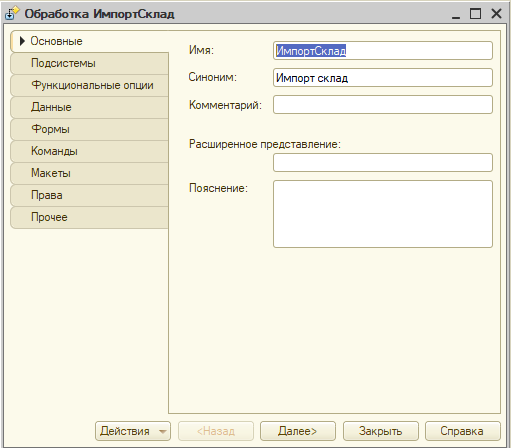 Обработка ИмпортСклад
Основные
Подсистемы
Функциональные опции
Данные
Формы
Команды
Макеты
Права
Прочее
Имя: ИмпортСклад
Синоним: Импорт склад
Комментарий:
Расширенное представление:
Пояснение:
Действия <Назад Далее> Закрыть Справка